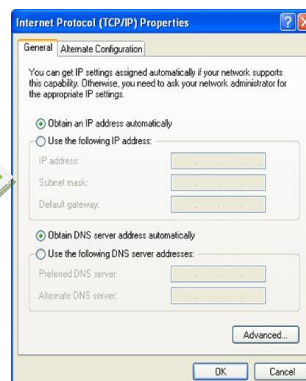 Internet Protocol (TCP/IP) Properties
General
Alternate Configuration
You can get IP settings assigned automatically if your network supports
this capability. Otherwise, you need to ask your network administrator for
the appropriate IP settings.
Obtain an IP address automatically
Use the following IP address:
IP address:
Subnet mask:
Default gateway:
Obtain DNS server address automatically
Use the following DNS server addresses:
Preferred DNS server:
Alternate DNS server:
Advanced...
OK
Cancel